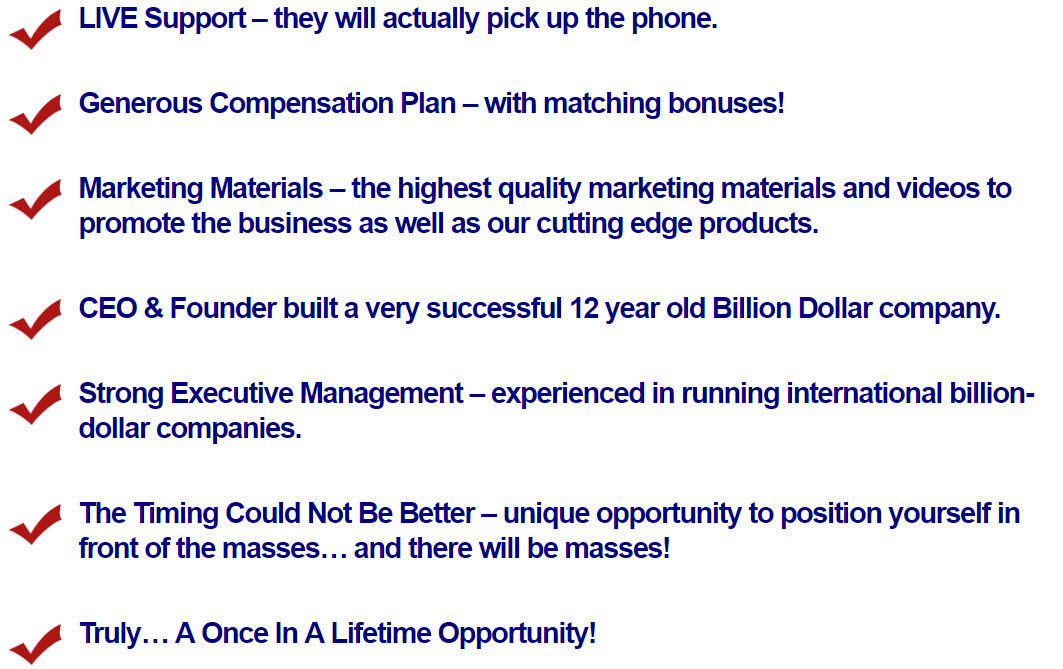 LIVE Support – they will actually pick up the phone.
Generous Compensation Plan – with matching bonuses!
Marketing Materials – the highest quality marketing materials and videos to
promote the business as well as our cutting edge products.
CEO & Founder built a very successful 12 year old Billion Dollar company.
Strong Executive Management – experienced in running international billion-
dollar companies.
The Timing Could Not Be Better – unique opportunity to position yourself in
front of the masses… and there will be masses!
Truly… A Once In A Lifetime Opportunity!